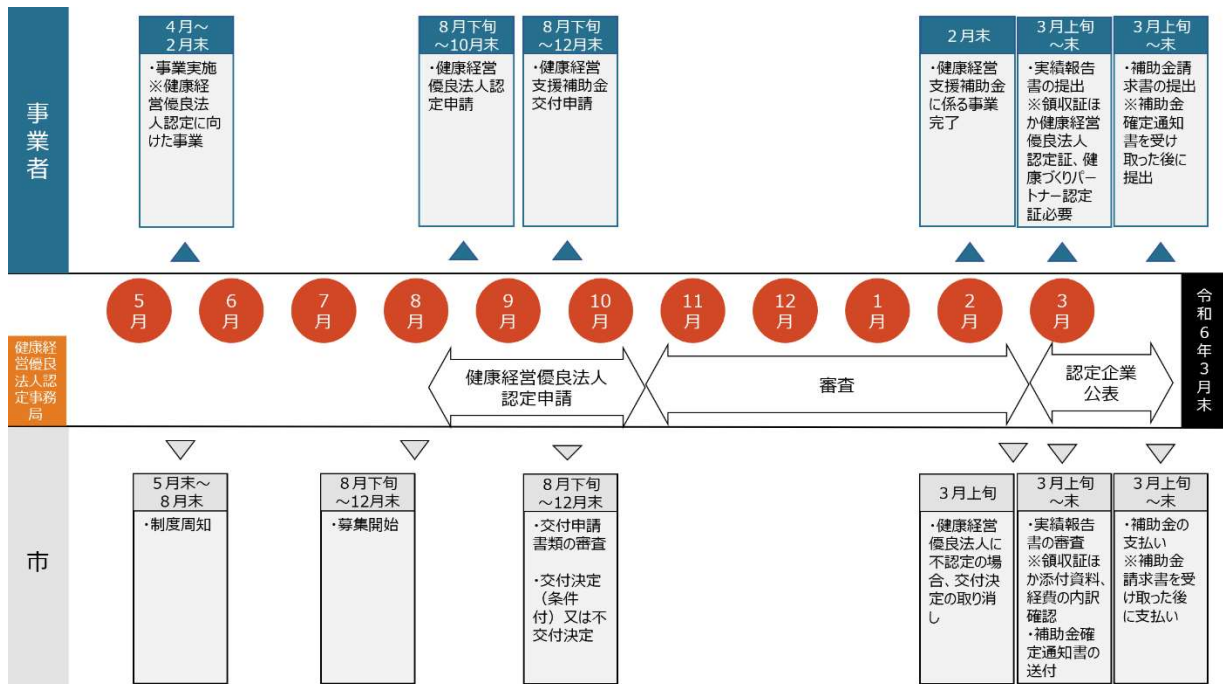 事業者
4月～
2月末
・事業実施
※健康経
営優良法
人認定に向
けた事業
8月下旬
～10月末
・健康経営
優良法人認
定申請
8月下旬
～12月末
・健康経営
支援補助金
交付申請
2月末
・健康経営
支援補助金
に係る事業
完了
3月上旬
～末
・実績報告
書の提出
※領収証ほ
か健康経営
優良法人
認定証、健
康づくりパー
トナー認定
証必要
3月上旬
～末
・補助金請
求書の提出
※補助金
確定通知
書を受け
取った後に
提出
5月
6月
7月
8月
9月
10月
11月
12月
1月
2月
3月
令和6年3月末
健康経
営優良
法人認
定事務
局
健康経営優良法人
認定申請
審査
認定企業
公表
市
5月末～
8月末
・制度周知
8月下旬
～12月末
・募集開始
8月下旬
～12月末
・交付申請
書類の審査
・交付決定
（条件
付）又は不
交付決定
3月上旬
・健康経営
優良法人に
不認定の場
合、交付決
定の取り消
し
3月上旬
～末
・実績報告
書の審査
※領収証ほ
か添付資料、
経費の内訳
確認
・補助金確
定通知書の
送付
3月上旬
～末
・補助金の
支払い
※補助金
請求書を受
け取った後
に支払い